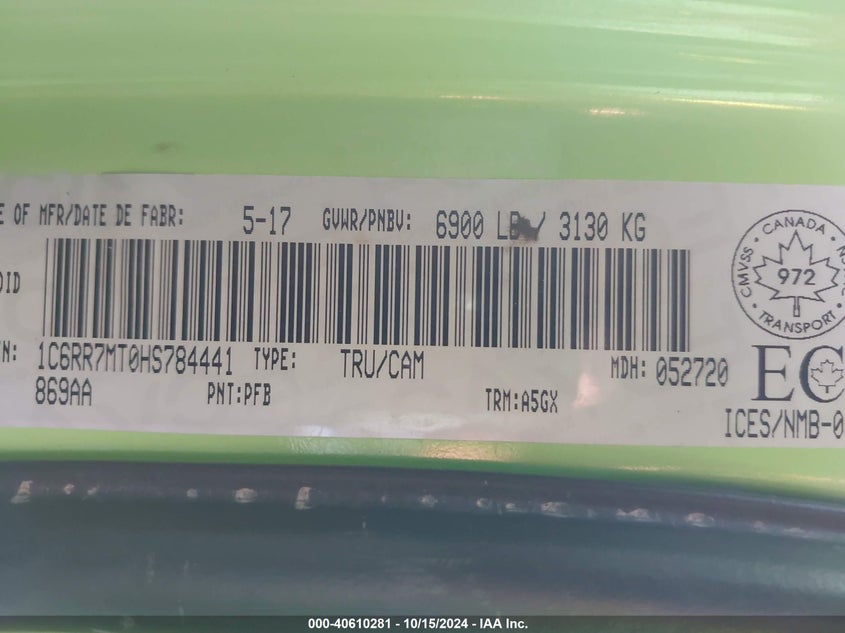 E OF MFR/DATE DE FABR: 5-17 GVWR/PNBV: 6900 LB / 3130 KG
OID
N: 1C6RR7MT0HS784441 TYPE: TRU/CAM MDH: 052720
869AA PNT:PFB TRM:A5GX
CANADA
CMVSS
972
TRANSPORT
EC
ICES/NMB-0
000-40610281 - 10/15/2024 - IAA Inc.